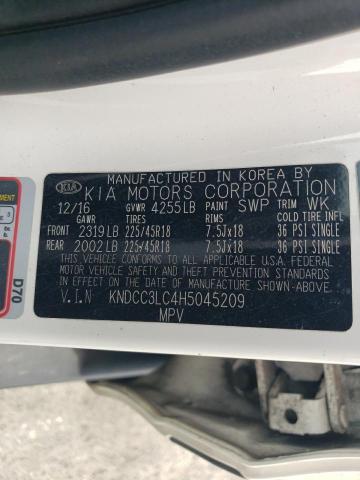 MANUFACTURED IN KOREA BY
KIA KIA MOTORS CORPORATION
12/16 GVWR 4255LB PAINT SWP TRIM WK
GAWR TIRES RIMS COLD TIRE INFL
FRONT 2319LB 225/45R18 7.5Jx18 36 PSI SINGLE
REAR 2002LB 225/45R18 7.5Jx18 36 PSI SINGLE
THIS VEHICLE CONFORMS TO ALL APPLICABLE U.S.A. FEDERAL
MOTOR VEHICLE SAFETY AND THEFT PREVENTION STANDARDS
IN EFFECT ON THE DATE OF MANUFACTURE
SHOWN ABOVE.
V.I.N KNDCC3LC4H5045209
MPV
D70